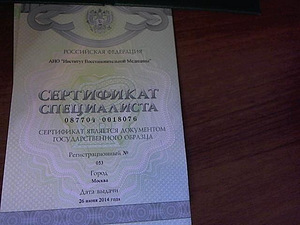 РОССИЙСКАЯ ФЕДЕРАЦИЯ
АНО "Институт Восстановительной Медицины"
СЕРТИФИКАТ
СПЕЦИАЛИСТА
087704 0018076
СЕРТИФИКАТ ЯВЛЯЕТСЯ ДОКУМЕНТОМ
ГОСУДАРСТВЕННОГО ОБРАЗЦА
Регистрационный №
053
Город
Москва
Дата выдачи
26 июня 2014 года